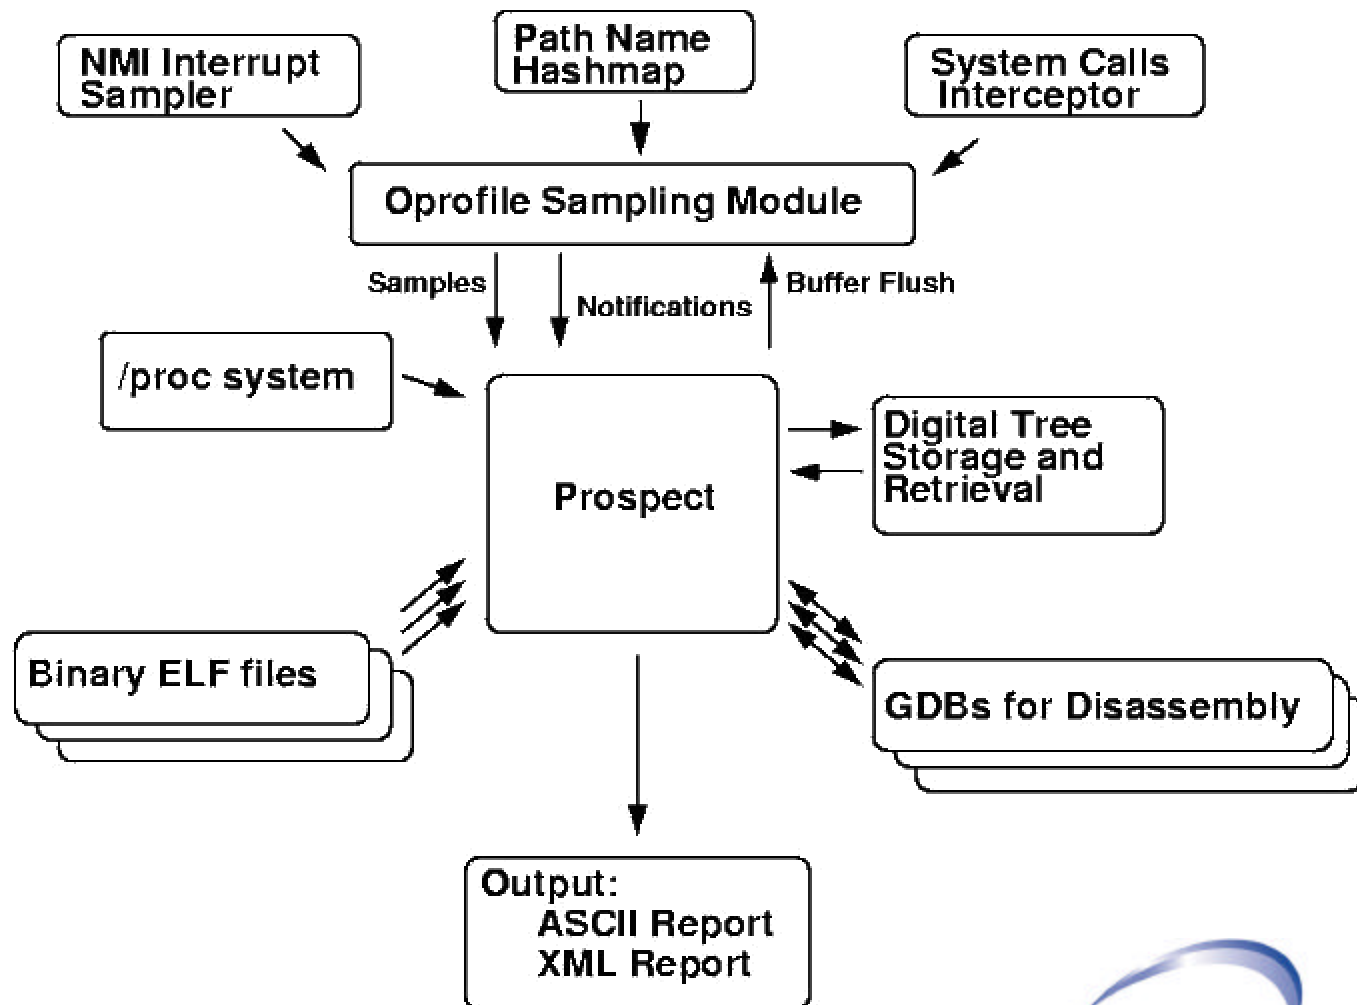 NMI Interrupt
Sampler
Path Name
Hashmap
System Calls
Interceptor
Oprofile Sampling Module
Samples
Notifications
Buffer Flush
/proc system
Prospect
Digital Tree
Storage and
Retrieval
Binary ELF files
GDBs for Disassembly
Output:
ASCII Report
XML Report